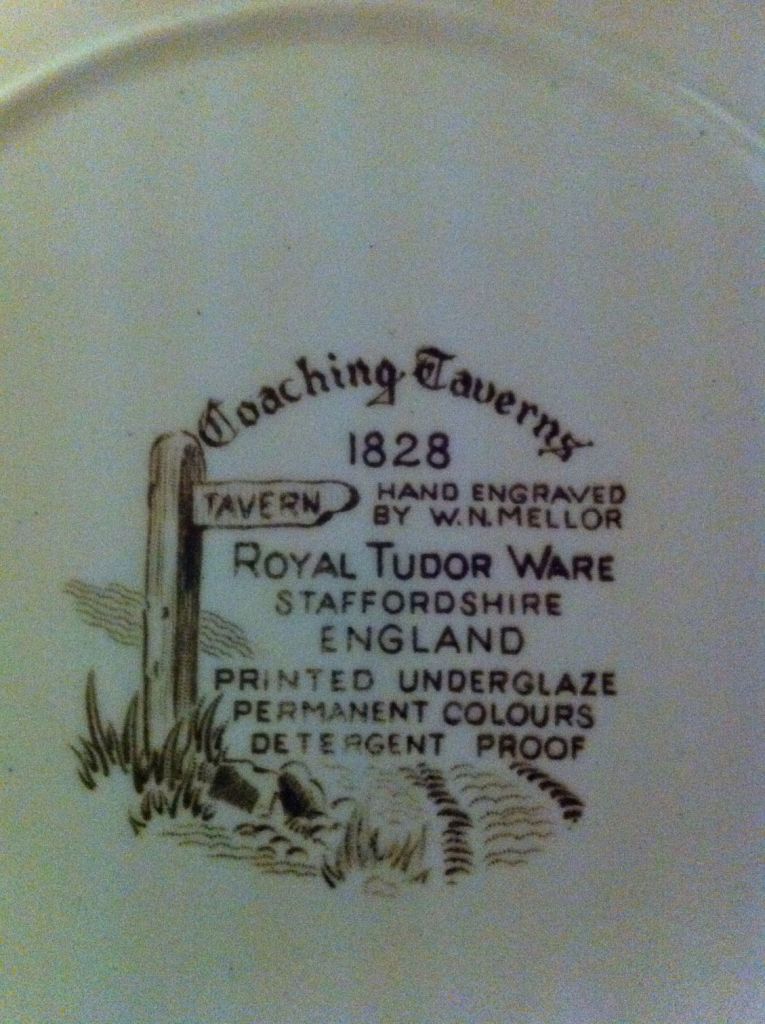 Coaching Taverns
1828
TAVERN
HAND ENGRAVED
BY W.N.MELLOR
ROYAL TUDOR WARE
STAFFORDSHIRE
ENGLAND
PRINTED UNDERGLAZE
PERMANENT COLOURS
DETERGENT PROOF